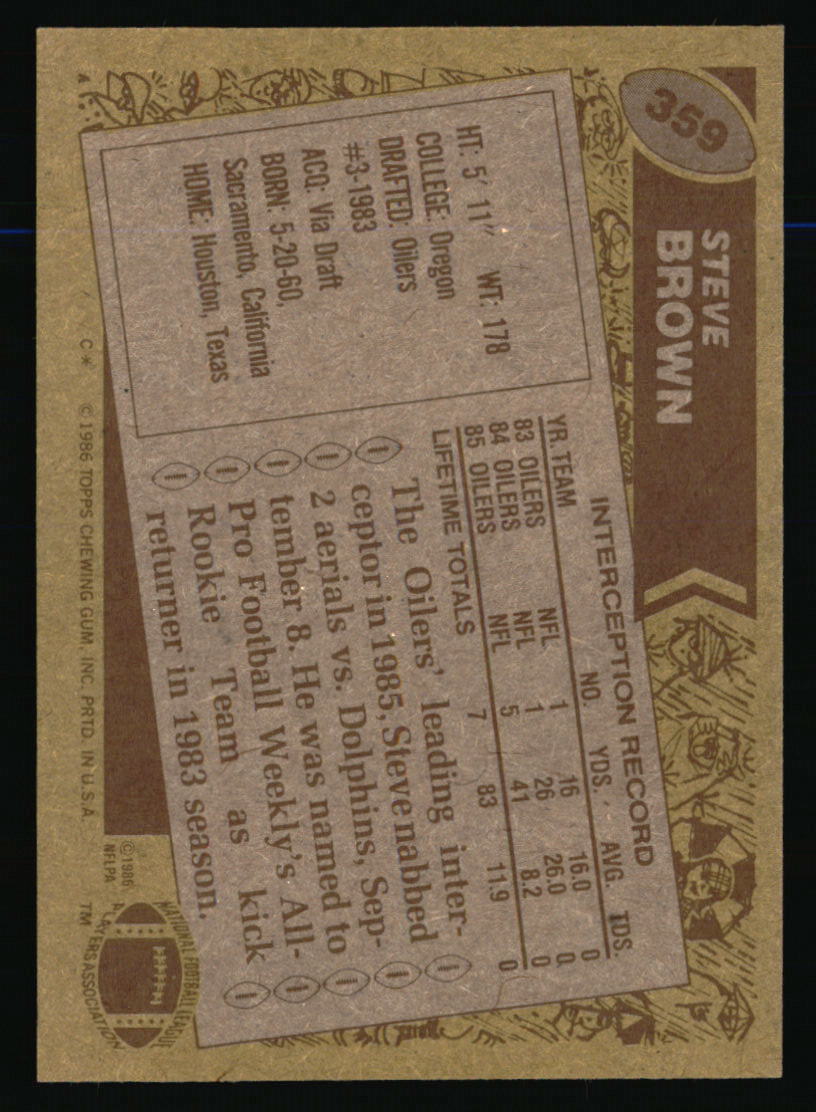 359
STEVE
BROWN
HT: 5' 11" WT: 178
COLLEGE: Oregon
DRAFTED: Oilers
#3-1983
ACQ: Via Draft
BORN: 5-20-60,
Sacramento, California
HOME: Houston, Texas
INTERCEPTION RECORD
YR. TEAM NO. YDS. AVG. TDS.
83 OILERS NFL 1 16 16.0 0
84 OILERS NFL 1 26 26.0 0
85 OILERS NFL 5 41 8.2 0
LIFETIME TOTALS 7 83 11.9 0
The Oilers' leading inter-
ceptor in 1985, Steve nabbed
2 aerials vs. Dolphins, Sep-
tember 8. He was named to
Pro Football Weekly's All-
Rookie Team as kick
returner in 1983 season.
C* © 1986 TOPPS CHEWING GUM, INC. PRTD. IN U.S.A.
© 1986
NFLPA
NATIONAL FOOTBALL LEAGUE
PLAYERS ASSOCIATION
TM